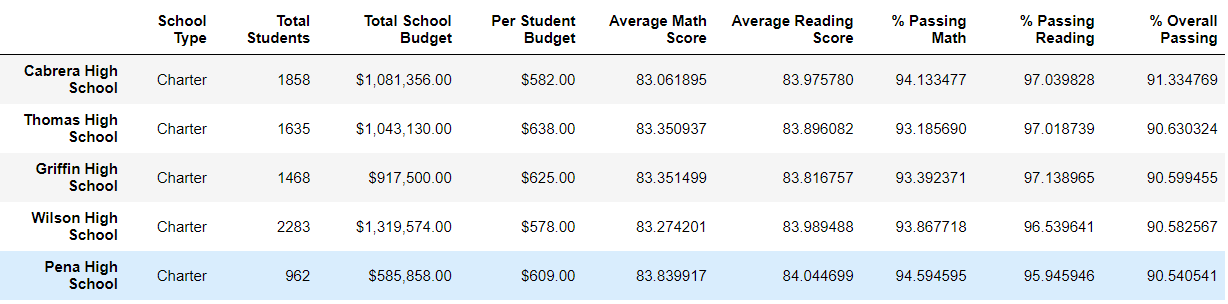 School Type Total Students Total School Budget Per Student Budget Average Math Score Average Reading Score % Passing Math % Passing Reading % Overall Passing
Cabrera High School Charter 1858 $1,081,356.00 $582.00 83.061895 83.975780 94.133477 97.039828 91.334769
Thomas High School Charter 1635 $1,043,130.00 $638.00 83.350937 83.896082 93.185690 97.018739 90.630324
Griffin High School Charter 1468 $917,500.00 $625.00 83.351499 83.816757 93.392371 97.138965 90.599455
Wilson High School Charter 2283 $1,319,574.00 $578.00 83.274201 83.989488 93.867718 96.539641 90.582567
Pena High School Charter 962 $585,858.00 $609.00 83.839917 84.044699 94.594595 95.945946 90.540541